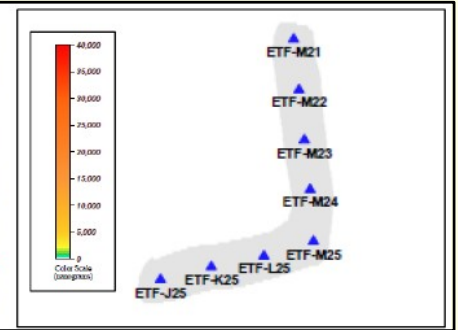 40,000
35,000
30,000
25,000
20,000
15,000
10,000
5,000
0
Color Scale
ETF-M21
ETF-M22
ETF-M23
ETF-M24
ETF-M25
ETF-L25
ETF-K25
ETF-J25